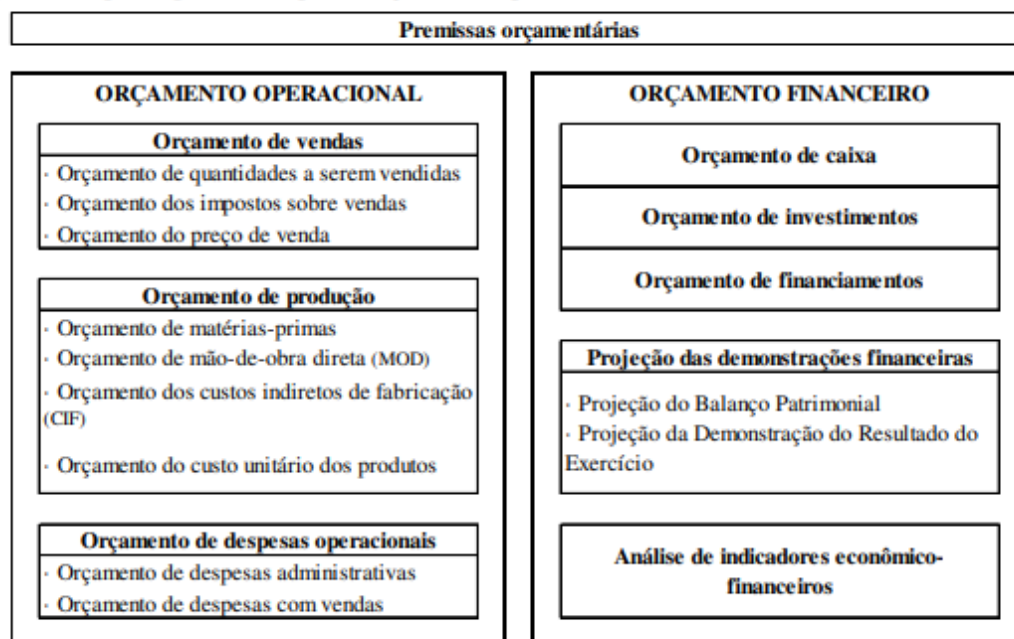 Premissas orçamentárias
ORÇAMENTO OPERACIONAL
Orçamento de vendas
· Orçamento de quantidades a serem vendidas
· Orçamento dos impostos sobre vendas
· Orçamento do preço de venda
Orçamento de produção
· Orçamento de matérias-primas
· Orçamento de mão-de-obra direta (MOD)
· Orçamento dos custos indiretos de fabricação
(CIF)
· Orçamento do custo unitário dos produtos
Orçamento de despesas operacionais
· Orçamento de despesas administrativas
· Orçamento de despesas com vendas
ORÇAMENTO FINANCEIRO
Orçamento de caixa
Orçamento de investimentos
Orçamento de financiamentos
Projeção das demonstrações financeiras
· Projeção do Balanço Patrimonial
· Projeção da Demonstração do Resultado do
Exercício
Análise de indicadores econômico-
financeiros